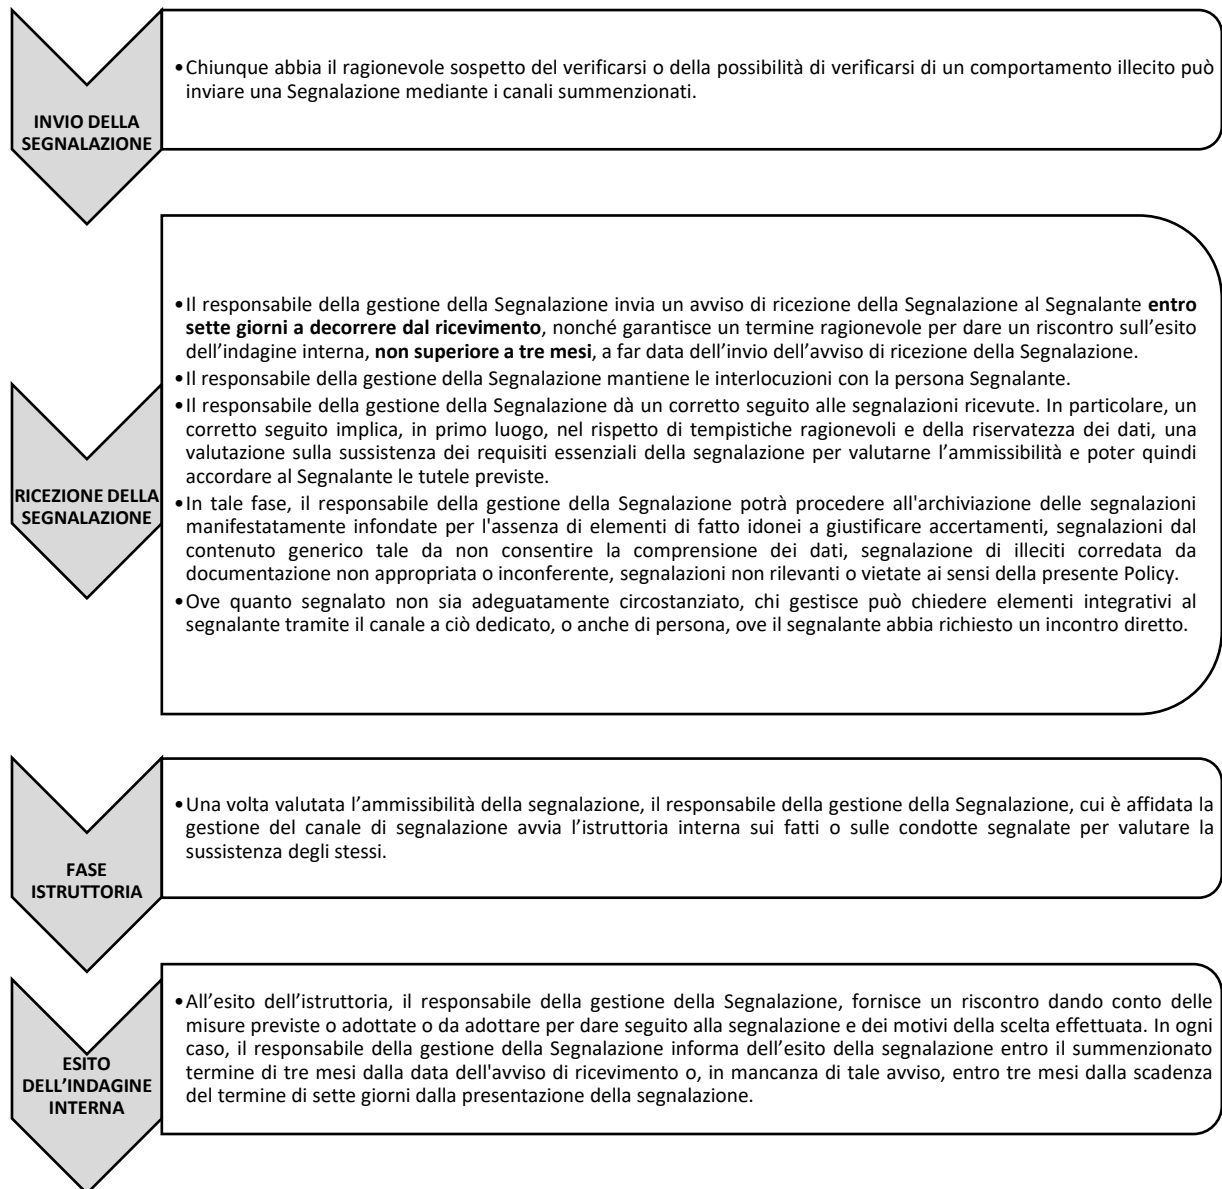 INVIO DELLA
SEGNALAZIONE
•Chiunque abbia il ragionevole sospetto del verificarsi o della possibilità di verificarsi di un comportamento illecito può
inviare una Segnalazione mediante i canali summenzionati.
RICEZIONE DELLA
SEGNALAZIONE
•Il responsabile della gestione della Segnalazione invia un avviso di ricezione della Segnalazione al Segnalante entro
sette giorni a decorrere dal ricevimento, nonché garantisce un termine ragionevole per dare un riscontro sull’esito
dell’indagine interna, non superiore a tre mesi, a far data dell’invio dell’avviso di ricezione della Segnalazione.
•Il responsabile della gestione della Segnalazione mantiene le interlocuzioni con la persona Segnalante.
•Il responsabile della gestione della Segnalazione dà un corretto seguito alle segnalazioni ricevute. In particolare, un
corretto seguito implica, in primo luogo, nel rispetto di tempistiche ragionevoli e della riservatezza dei dati, una
valutazione sulla sussistenza dei requisiti essenziali della segnalazione per valutarne l’ammissibilità e poter quindi
accordare al Segnalante le tutele previste.
•In tale fase, il responsabile della gestione della Segnalazione potrà procedere all'archiviazione delle segnalazioni
manifestatamente infondate per l'assenza di elementi di fatto idonei a giustificare accertamenti, segnalazioni dal
contenuto generico tale da non consentire la comprensione dei dati, segnalazione di illeciti corredata da
documentazione non appropriata o inconferente, segnalazioni non rilevanti o vietate ai sensi della presente Policy.
•Ove quanto segnalato non sia adeguatamente circostanziato, chi gestisce può chiedere elementi integrativi al
segnalante tramite il canale a ciò dedicato, o anche di persona, ove il segnalante abbia richiesto un incontro diretto.
FASE
ISTRUTTORIA
•Una volta valutata l’ammissibilità della segnalazione, il responsabile della gestione della Segnalazione, cui è affidata la
gestione del canale di segnalazione avvia l’istruttoria interna sui fatti o sulle condotte segnalate per valutare la
sussistenza degli stessi.
ESITO
DELL’INDAGINE
INTERNA
•All’esito dell’istruttoria, il responsabile della gestione della Segnalazione, fornisce un riscontro dando conto delle
misure previste o adottate o da adottare per dare seguito alla segnalazione e dei motivi della scelta effettuata. In ogni
caso, il responsabile della gestione della Segnalazione informa dell’esito della segnalazione entro il summenzionato
termine di tre mesi dalla data dell'avviso di ricevimento o, in mancanza di tale avviso, entro tre mesi dalla scadenza
del termine di sette giorni dalla presentazione della segnalazione.